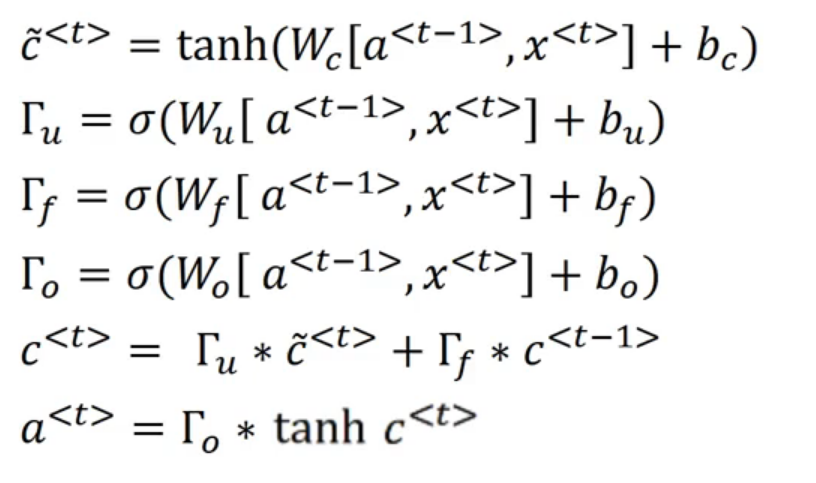 c̃^{<t>} = tanh(W_c[a^{<t−1>}, x^{<t>}] + b_c)
Γ_u = σ(W_u[ a^{<t−1>}, x^{<t>}] + b_u)
Γ_f = σ(W_f[ a^{<t−1>}, x^{<t>}] + b_f)
Γ_o = σ(W_o[ a^{<t−1>}, x^{<t>}] + b_o)
c^{<t>} = Γ_u * c̃^{<t>} + Γ_f * c^{<t−1>}
a^{<t>} = Γ_o * tanh c^{<t>}